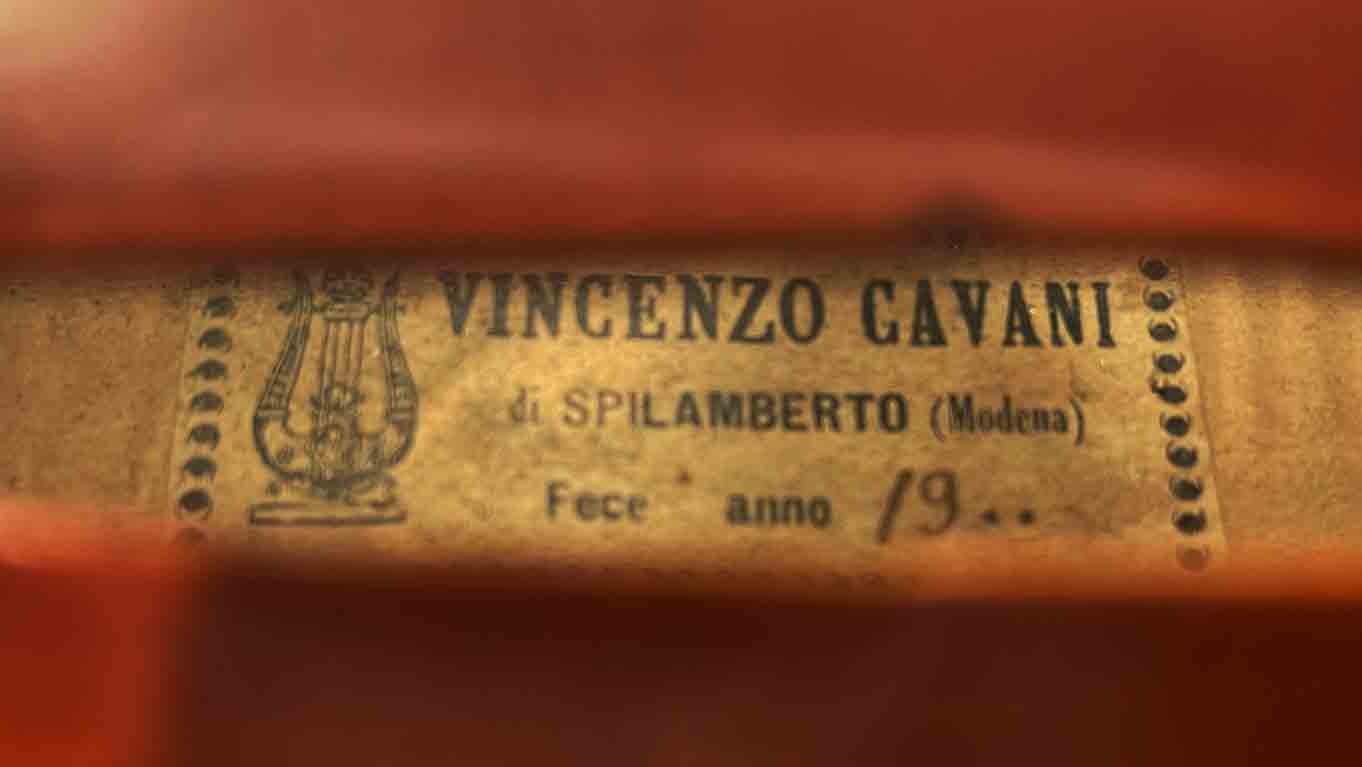 VINCENZO CAVANI
di SPILAMBERTO (Modena)
Fece anno 19..